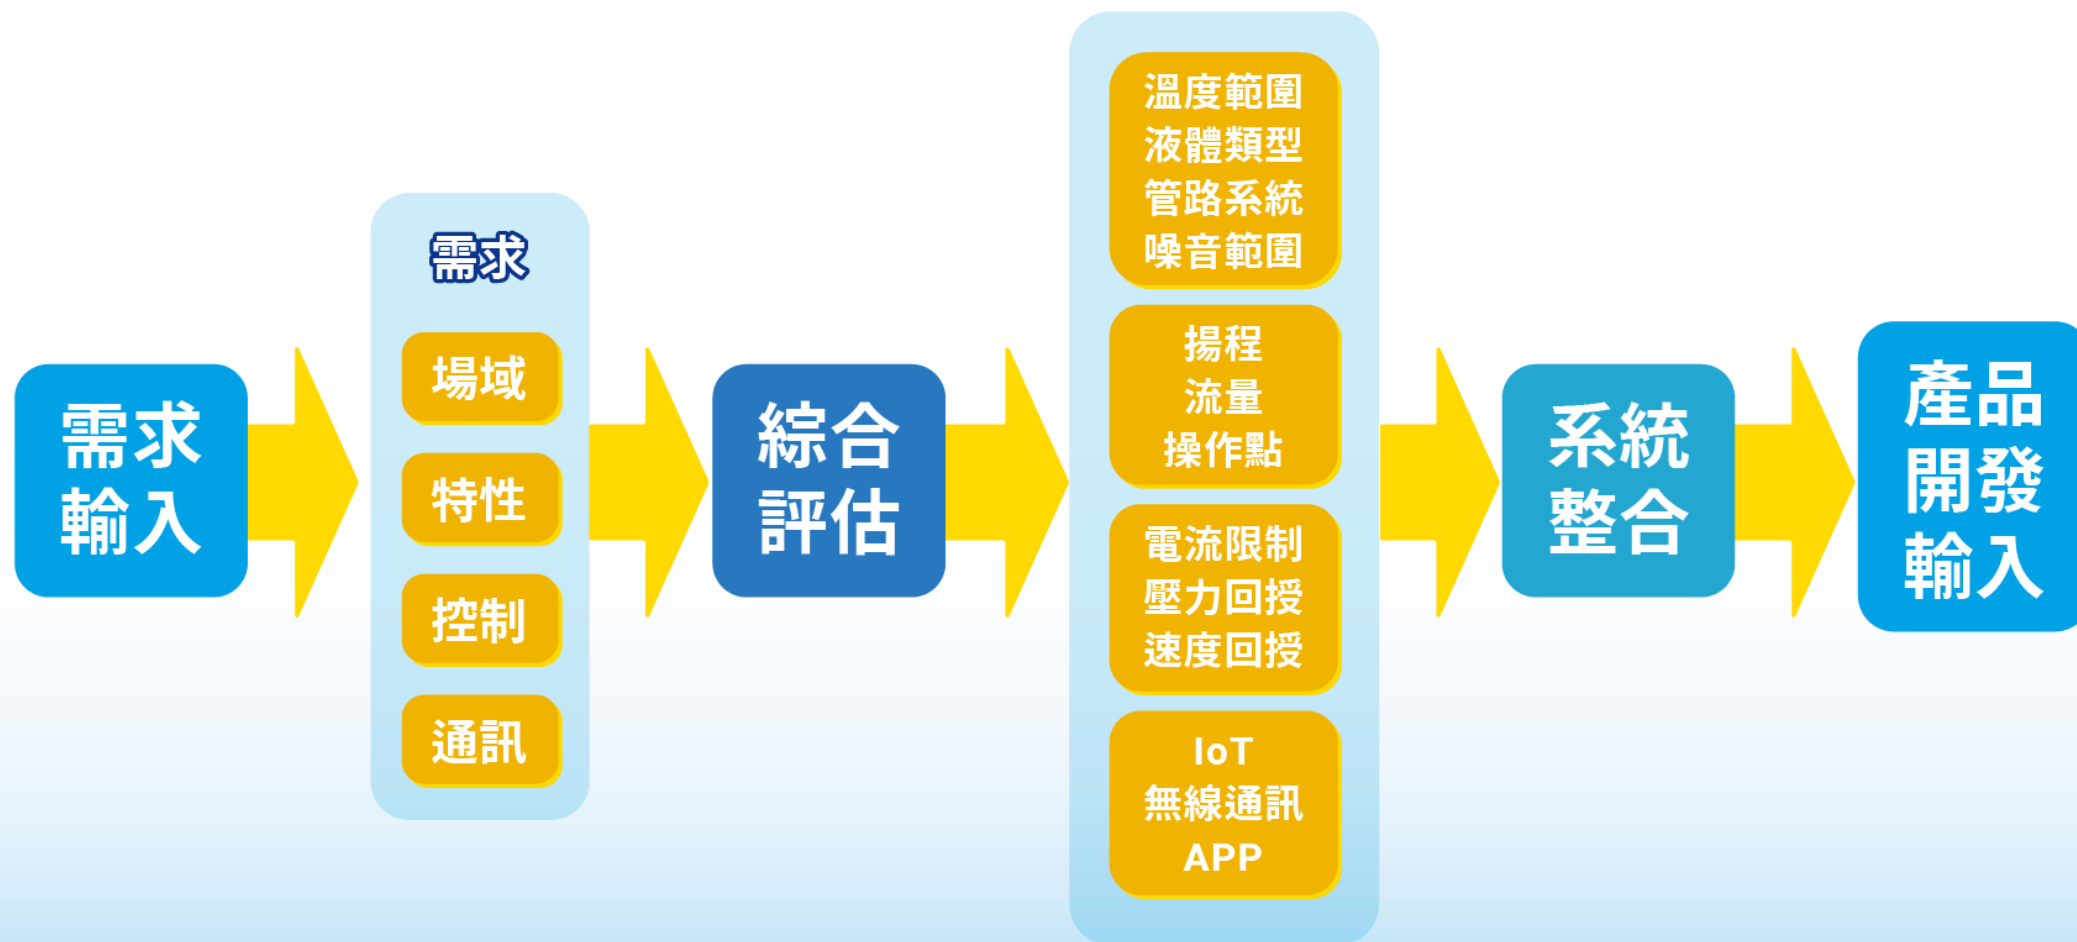 需求
輸入
需求
場域
特性
控制
通訊
綜合
評估
溫度範圍
液體類型
管路系統
噪音範圍
揚程
流量
操作點
電流限制
壓力回授
速度回授
IoT
無線通訊
APP
系統
整合
產品
開發
輸入